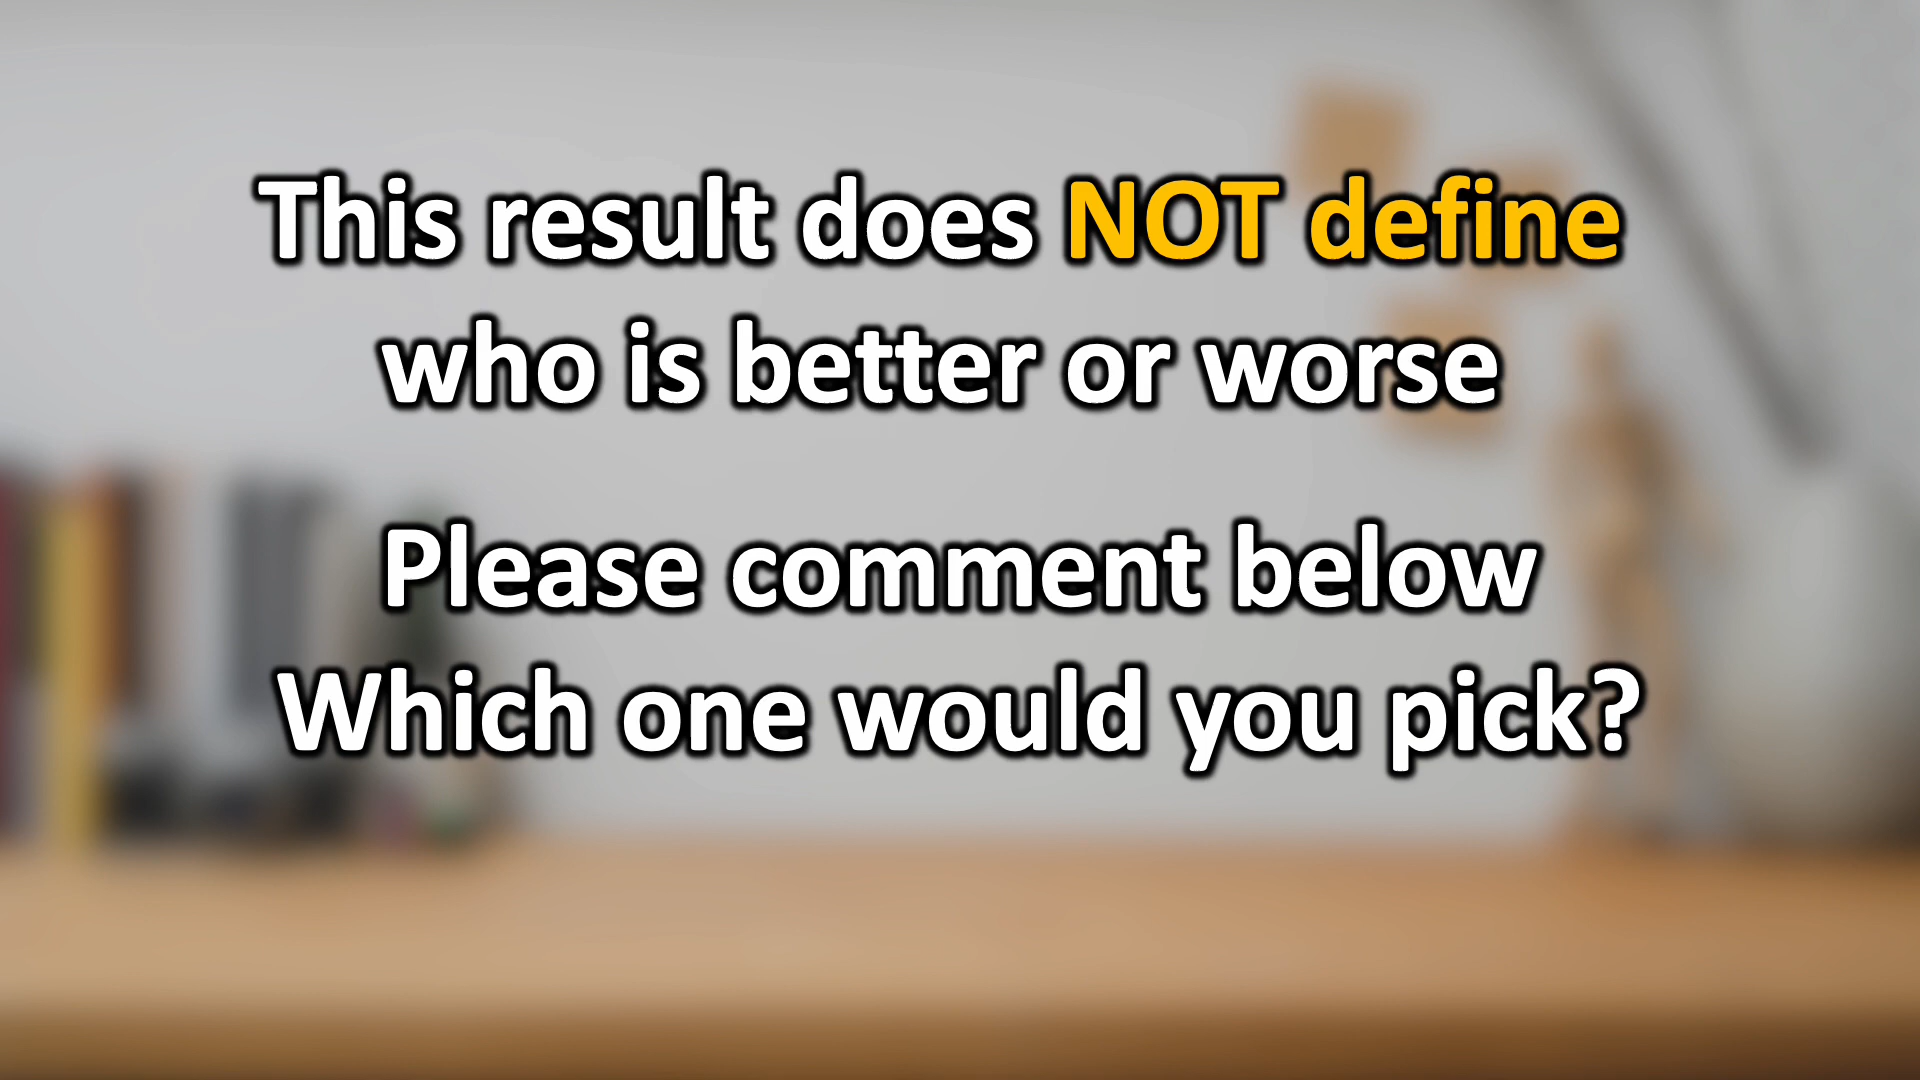 This result does NOT define
who is better or worse
Please comment below
Which one would you pick?